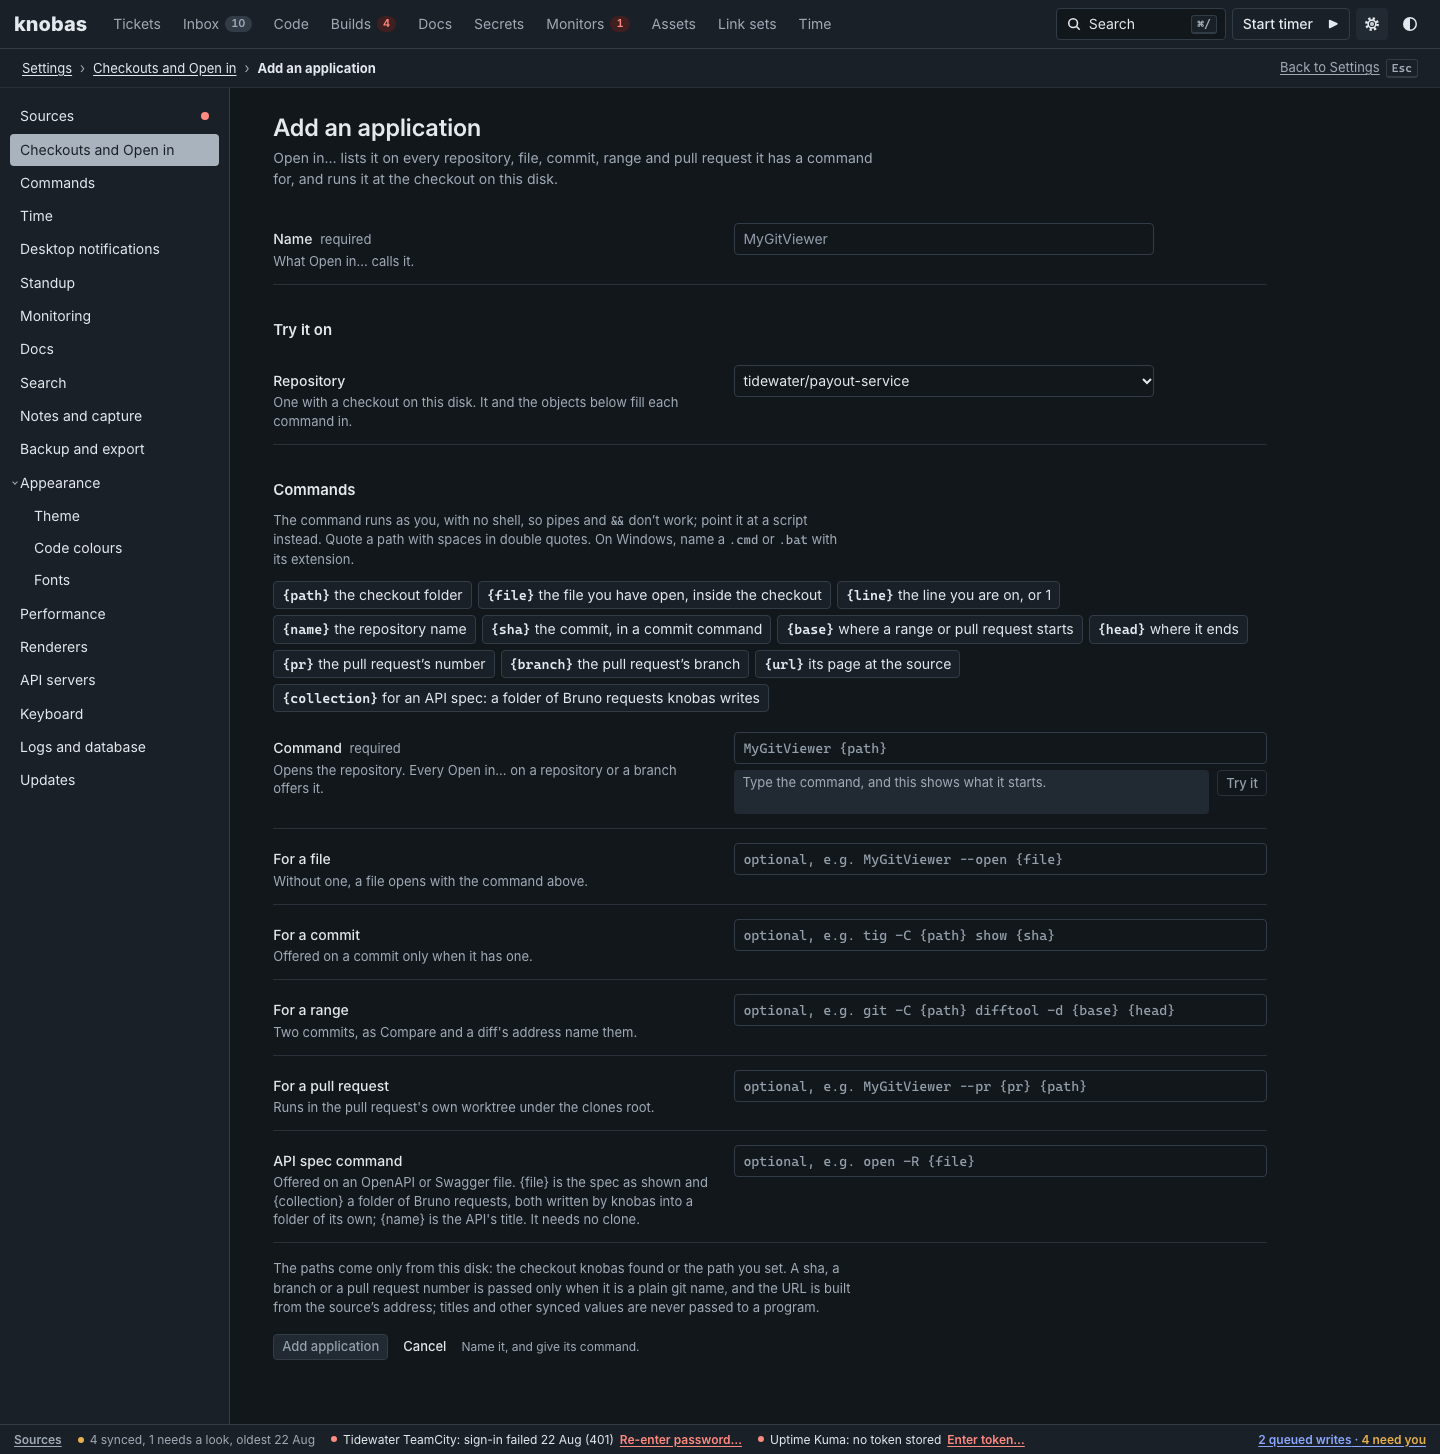 knobas Tickets Inbox 10 Code Builds 4 Docs Secrets Monitors 1 Assets Link sets Time Search ⌘/ Start timer
Settings › Checkouts and Open in › Add an application Back to Settings Esc
Sources
Checkouts and Open in
Commands
Time
Desktop notifications
Standup
Monitoring
Docs
Search
Notes and capture
Backup and export
Appearance
Theme
Code colours
Fonts
Performance
Renderers
API servers
Keyboard
Logs and database
Updates
Add an application
Open in... lists it on every repository, file, commit, range and pull request it has a command
for, and runs it at the checkout on this disk.
Name required
MyGitViewer
What Open in... calls it.
Try it on
Repository
tidewater/payout-service
One with a checkout on this disk. It and the objects below fill each
command in.
Commands
The command runs as you, with no shell, so pipes and && don't work; point it at a script
instead. Quote a path with spaces in double quotes. On Windows, name a .cmd or .bat with
its extension.
{path} the checkout folder {file} the file you have open, inside the checkout {line} the line you are on, or 1
{name} the repository name {sha} the commit, in a commit command {base} where a range or pull request starts {head} where it ends
{pr} the pull request's number {branch} the pull request's branch {url} its page at the source
{collection} for an API spec: a folder of Bruno requests knobas writes
Command required
MyGitViewer {path}
Opens the repository. Every Open in... on a repository or a branch
offers it.
Type the command, and this shows what it starts. Try it
For a file
optional, e.g. MyGitViewer --open {file}
Without one, a file opens with the command above.
For a commit
optional, e.g. tig -C {path} show {sha}
Offered on a commit only when it has one.
For a range
optional, e.g. git -C {path} difftool -d {base} {head}
Two commits, as Compare and a diff's address name them.
For a pull request
optional, e.g. MyGitViewer --pr {pr} {path}
Runs in the pull request's own worktree under the clones root.
API spec command
optional, e.g. open -R {file}
Offered on an OpenAPI or Swagger file. {file} is the spec as shown and
{collection} a folder of Bruno requests, both written by knobas into a
folder of its own; {name} is the API's title. It needs no clone.
The paths come only from this disk: the checkout knobas found or the path you set. A sha, a
branch or a pull request number is passed only when it is a plain git name, and the URL is built
from the source's address; titles and other synced values are never passed to a program.
Add application Cancel Name it, and give its command.
Sources 4 synced, 1 needs a look, oldest 22 Aug Tidewater TeamCity: sign-in failed 22 Aug (401) Re-enter password... Uptime Kuma: no token stored Enter token... 2 queued writes · 4 need you